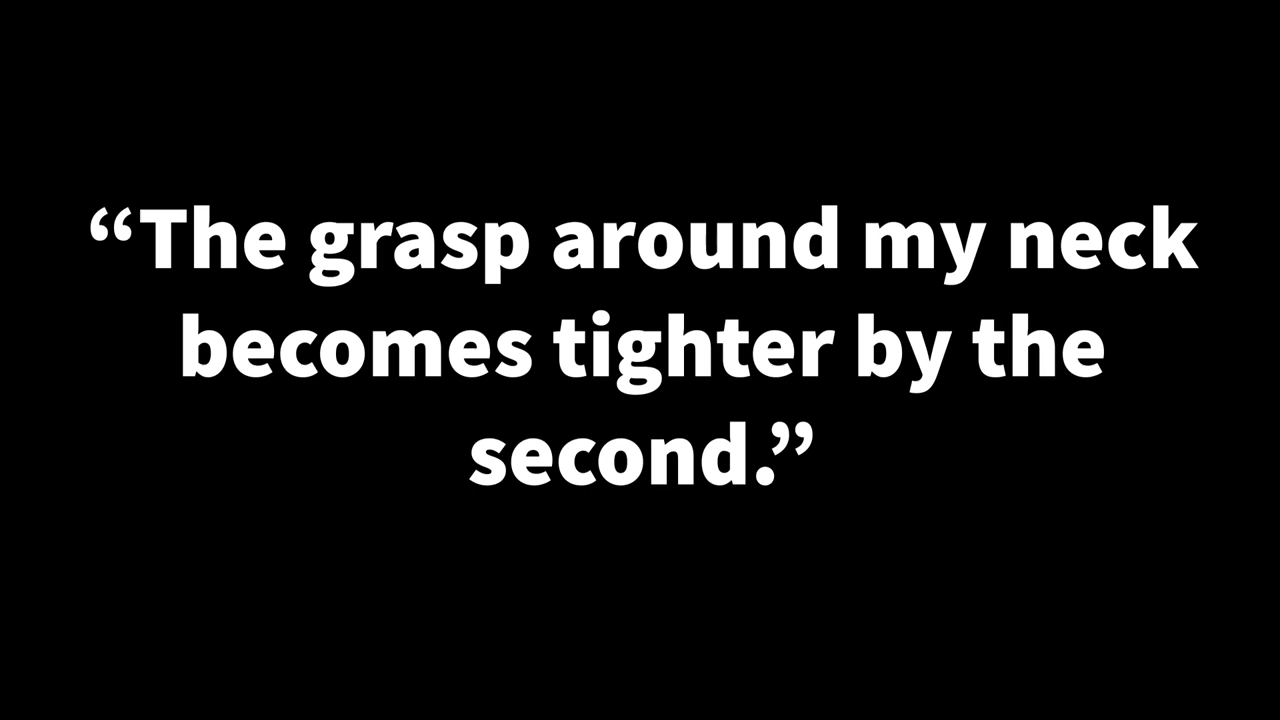 “The grasp around my neck
becomes tighter by the
second.”